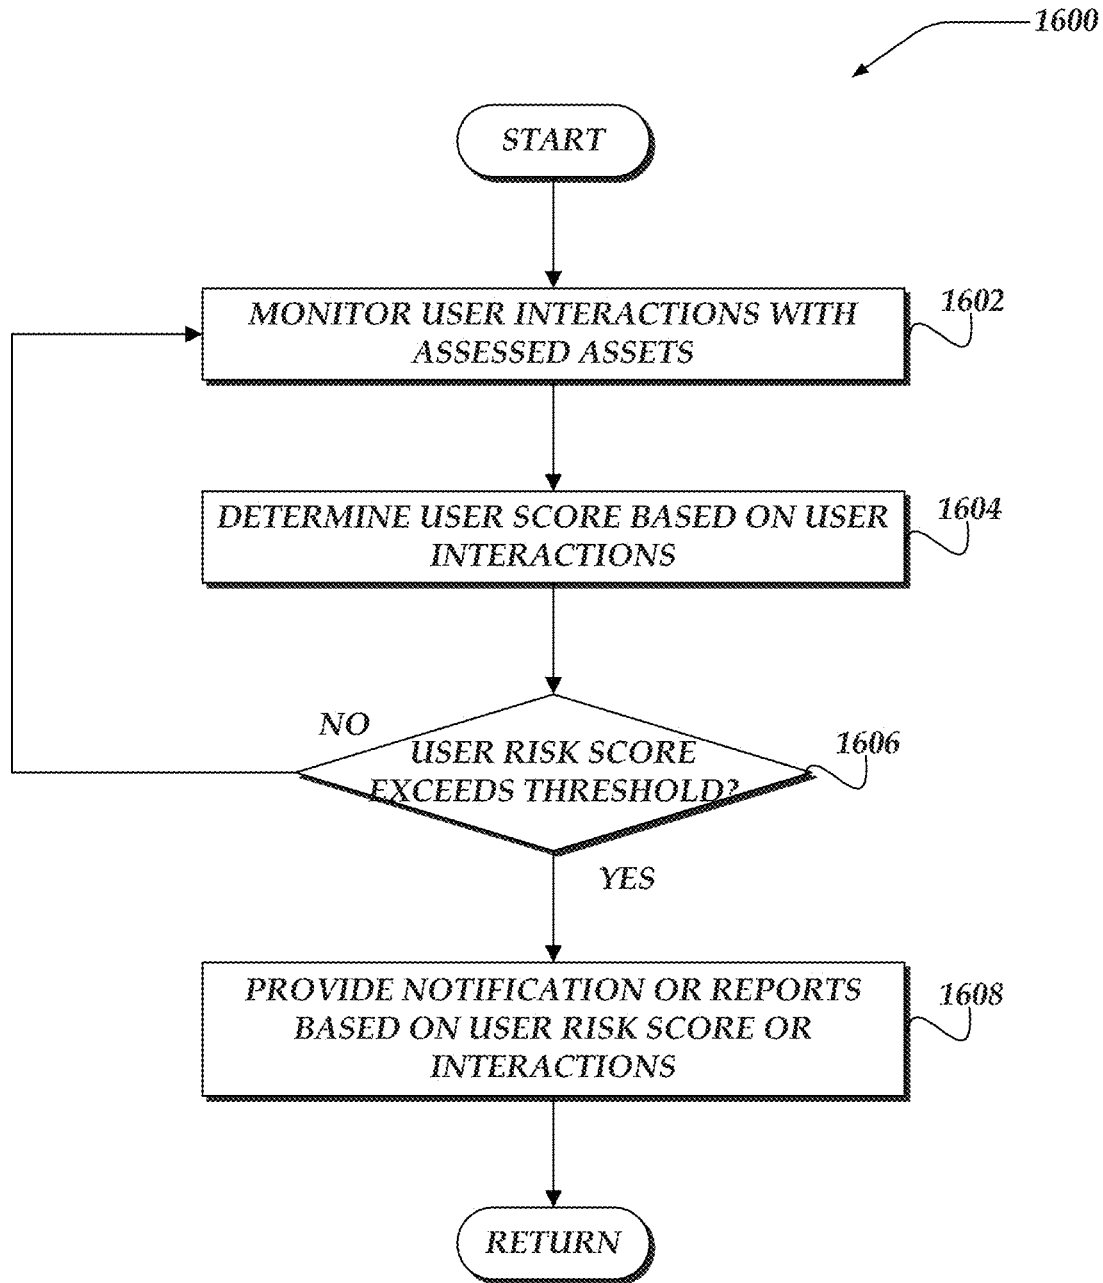 1600
START
MONITOR USER INTERACTIONS WITH
ASSESSED ASSETS
1602
DETERMINE USER SCORE BASED ON USER
INTERACTIONS
1604
NO
USER RISK SCORE
EXCEEDS THRESHOLD?
1606
YES
PROVIDE NOTIFICATION OR REPORTS
BASED ON USER RISK SCORE OR
INTERACTIONS
1608
RETURN